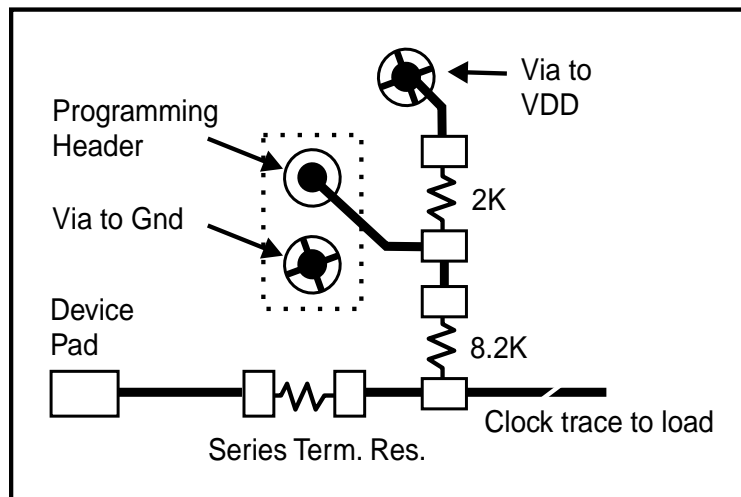 Via to
VDD
Programming
Header
2K
Via to Gnd
Device
Pad
8.2K
Clock trace to load
Series Term. Res.